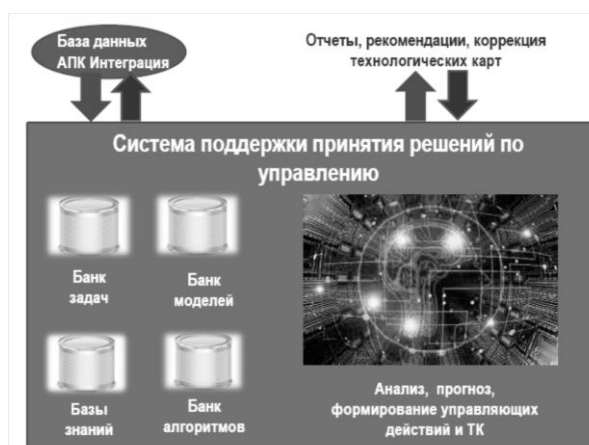 База данных
АПК Интеграция
Отчеты, рекомендации, коррекция
технологических карт
Система поддержки принятия решений по
управлению
Банк
задач
Банк
моделей
Базы
знаний
Банк
алгоритмов
Анализ, прогноз,
формирование управляющих
действий и ТК